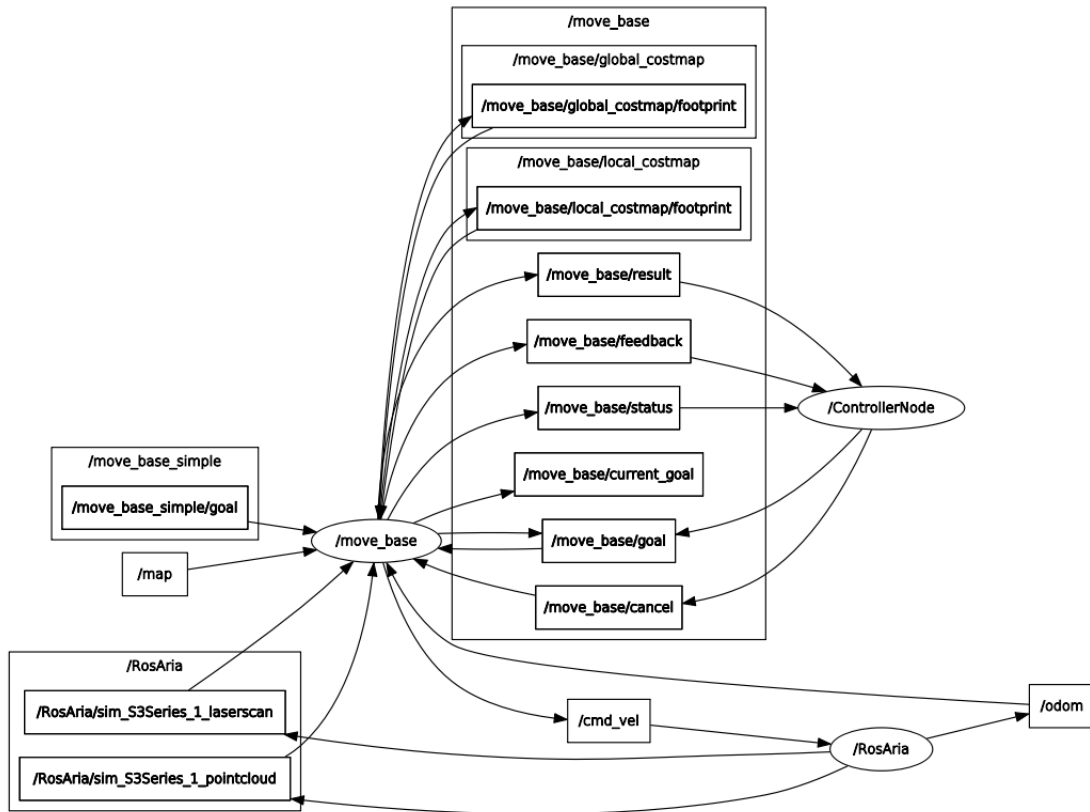 /move_base
/move_base/global_costmap
/move_base/global_costmap/footprint
/move_base/local_costmap
/move_base/local_costmap/footprint
/move_base/result
/move_base/feedback
/move_base/status
/ControllerNode
/move_base/current_goal
/move_base_simple
/move_base_simple/goal
/move_base
/move_base/goal
/map
/move_base/cancel
/RosAria
/RosAria/sim_S3Series_1_laserscan
/cmd_vel
/odom
/RosAria
/RosAria/sim_S3Series_1_pointcloud